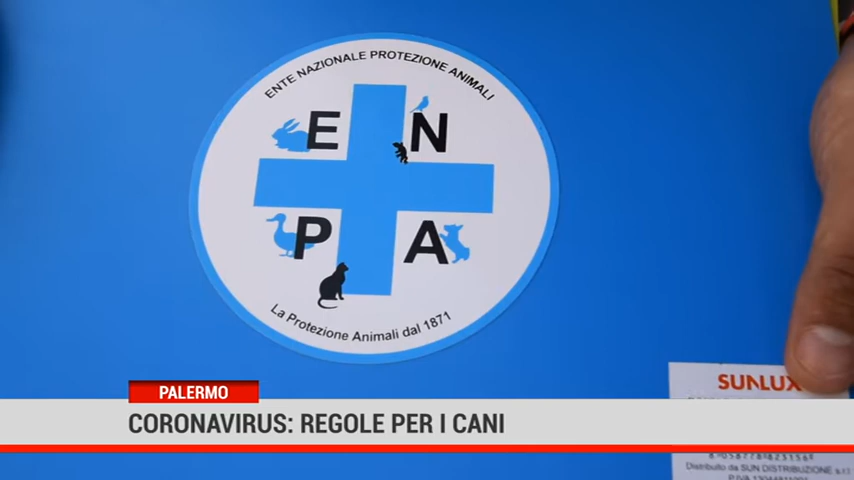 ENTE NAZIONALE PROTEZIONE ANIMALI
E N
P A
La Protezione Animali dal 1871
SUNLUX
PALERMO
CORONAVIRUS: REGOLE PER I CANI
Distribuito da SUN DISTRIBUZIONE s.r.l